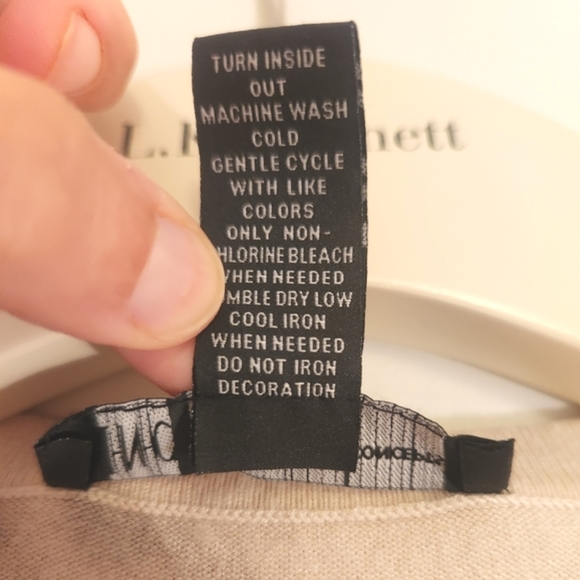 TURN INSIDE
OUT
MACHINE WASH
COLD
GENTLE CYCLE
WITH LIKE
COLORS
ONLY NON-
HLORINE BLEACH
WHEN NEEDED
MBLE DRY LOW
COOL IRON
WHEN NEEDED
DO NOT IRON
DECORATION